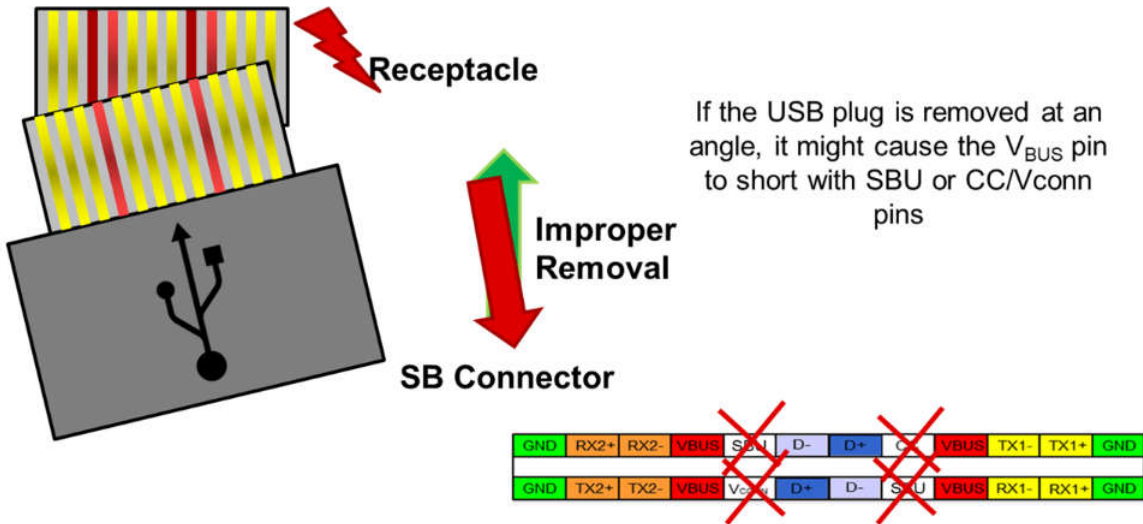 Receptacle
If the USB plug is removed at an
angle, it might cause the VBUS pin
to short with SBU or CC/Vconn
pins
Improper
Removal
SB Connector
GND RX2+ RX2- VBUS SBU D- D+ VBUS TX1- TX1+ GND
GND TX2+ TX2- VBUS VCONN D+ D- SBU VBUS RX1- RX1+ GND